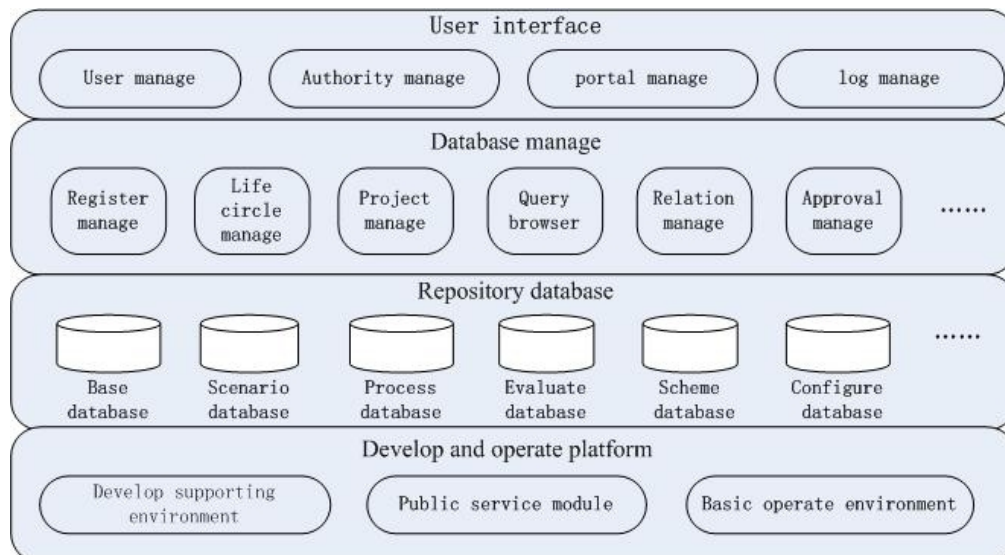 User interface
User manage
Authority manage
portal manage
log manage
Database manage
Register
manage
Life
circle
manage
Project
manage
Query
browser
Relation
manage
Approval
manage
……
Repository database
……
Base
database
Scenario
database
Process
database
Evaluate
database
Scheme
database
Configure
database
Develop and operate platform
Develop supporting
environment
Public service module
Basic operate environment